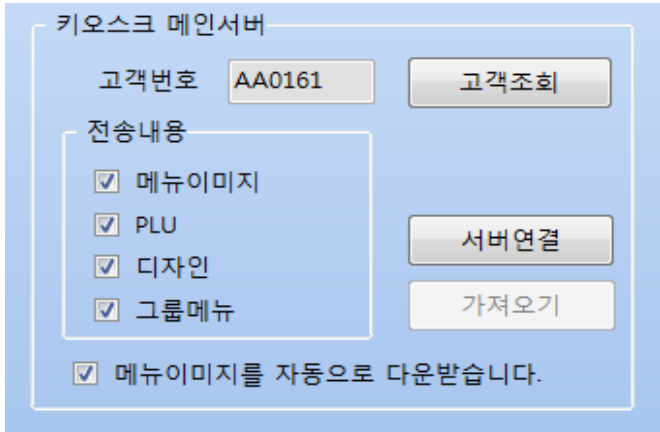 키오스크 메인서버
고객번호 AA0161 고객조회
전송내용
메뉴이미지
PLU
서버연결
디자인
그룹메뉴
가져오기
메뉴이미지를 자동으로 다운받습니다.